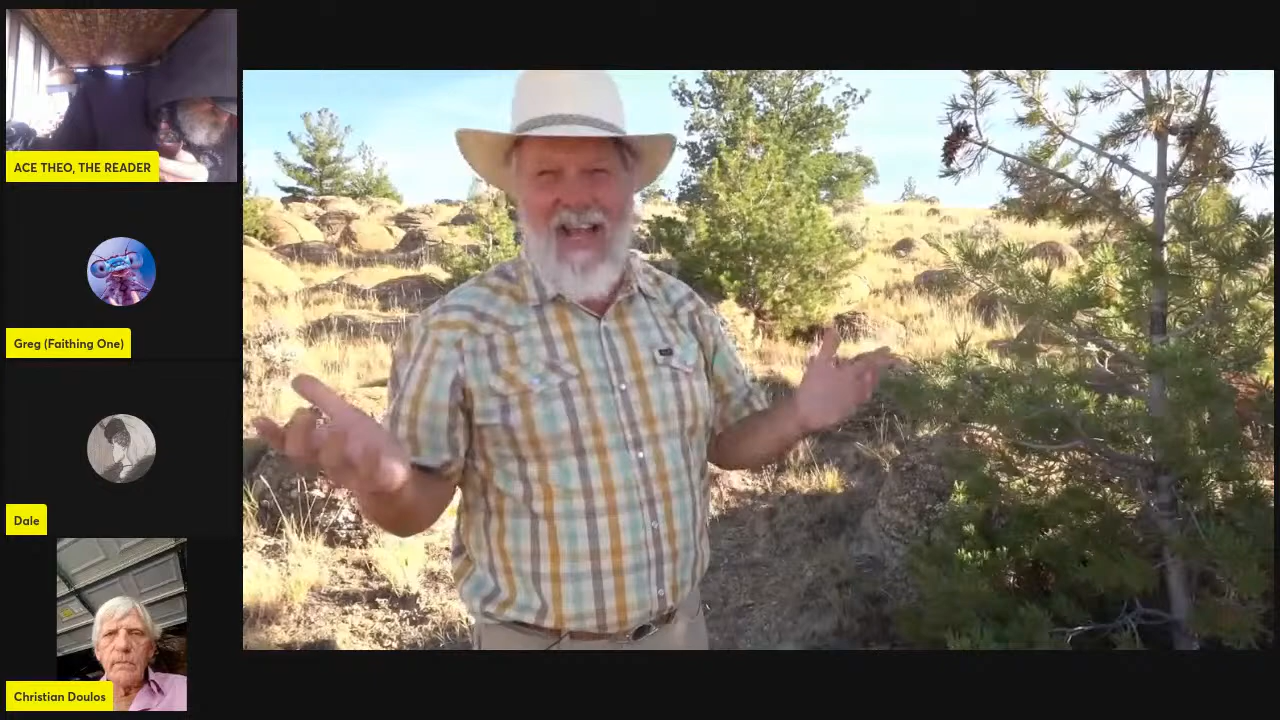 ACE THEO, THE READER
Greg (Faithing One)
Dale
Christian Doulos